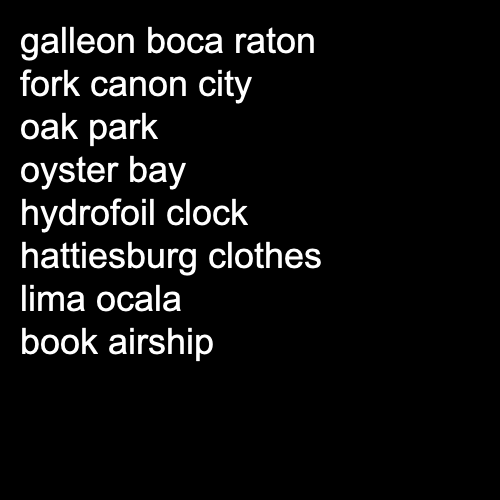 galleon boca raton
fork canon city
oak park
oyster bay
hydrofoil clock
hattiesburg clothes
lima ocala
book airship